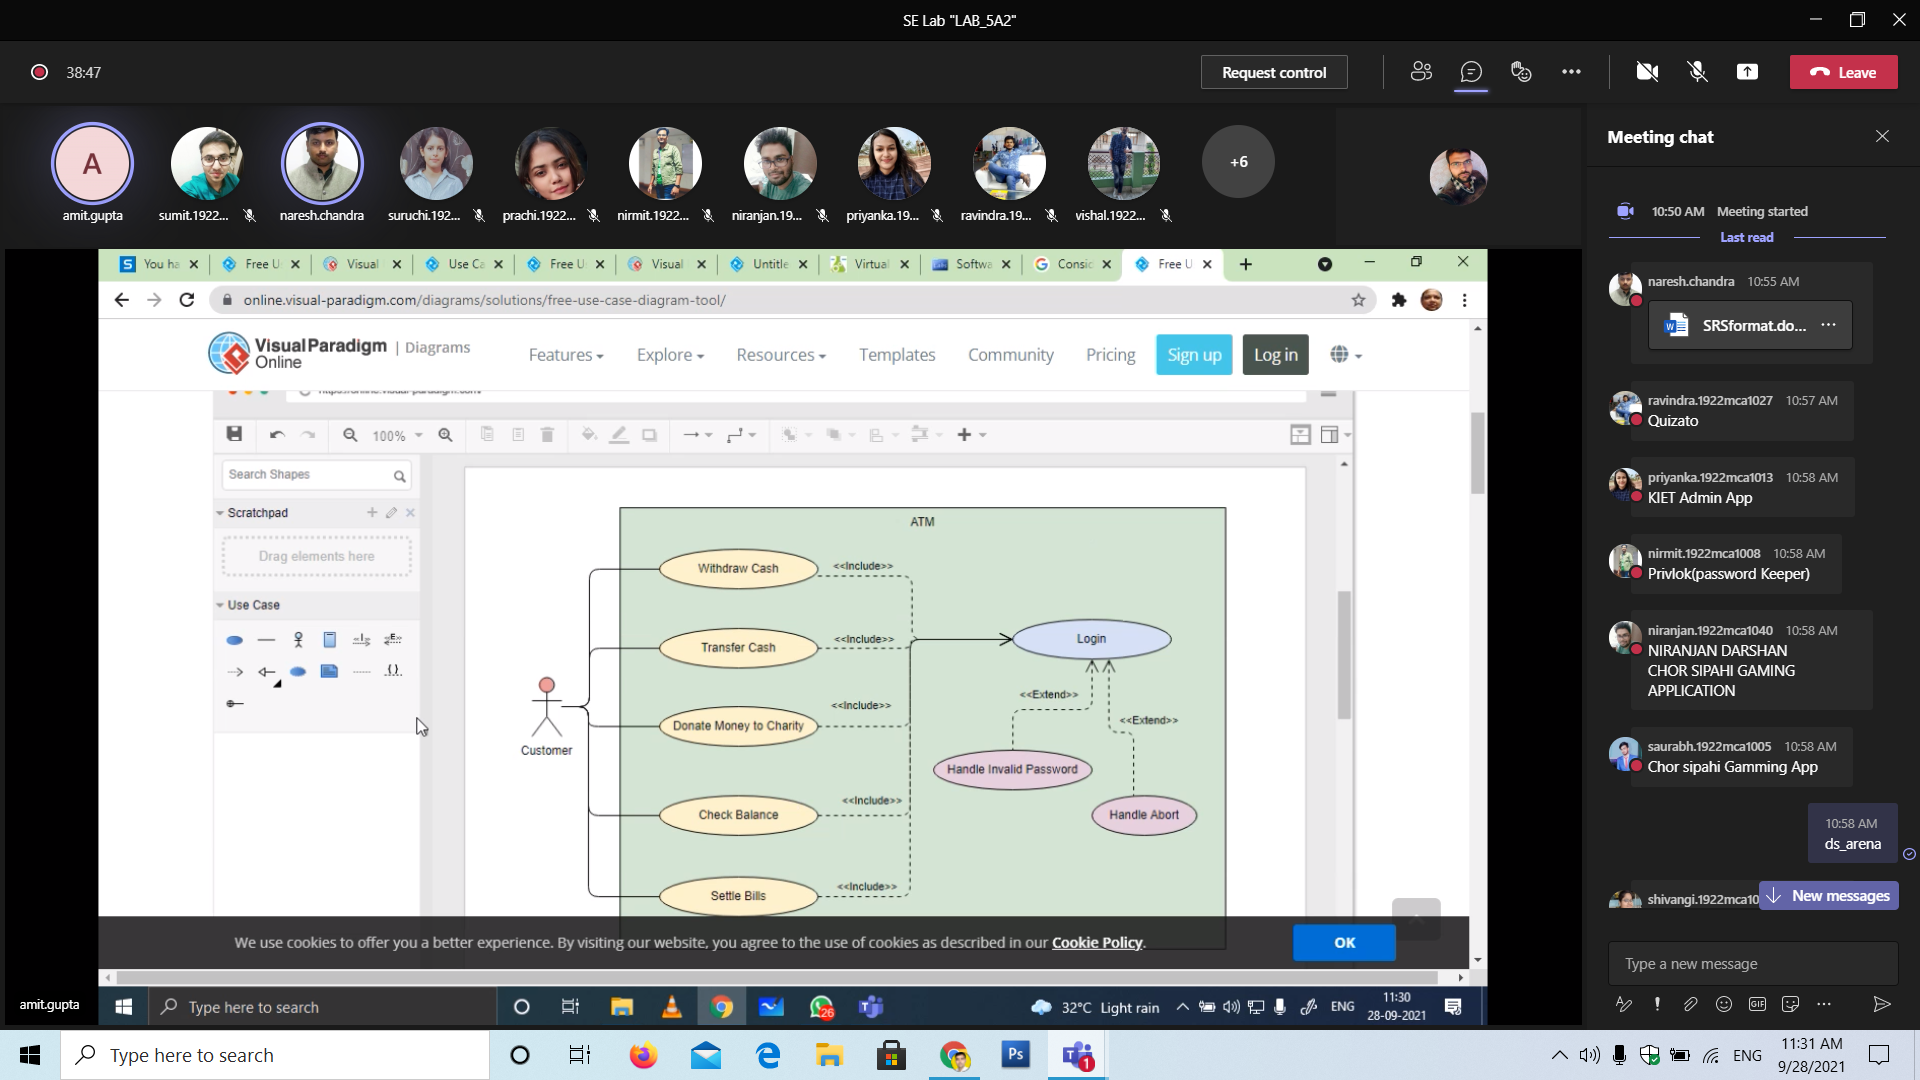 SE Lab "LAB_5A2"
38:47
Request control
Leave
A
+6
amit.gupta
sumit.1922...
naresh.chandra
suruchi.192...
prachi.1922...
nirmit.1922...
niranjan.19...
priyanka.19...
ravindra.19...
vishal.1922...
You ha
Free U
Visual
Use Ca
Free U
Visual
Untitle
Virtual
Softwa
Consid
Free U
online.visual-paradigm.com/diagrams/solutions/free-use-case-diagram-tool/
Visual Paradigm Online | Diagrams
Features
Explore
Resources
Templates
Community
Pricing
Sign up
Log in
100%
Search Shapes
Scratchpad
Drag elements here
Use Case
ATM
Withdraw Cash
<<Include>>
Transfer Cash
<<Include>>
Login
<<Extend>>
<<Include>>
<<Extend>>
Donate Money to Charity
Customer
Handle Invalid Password
<<Include>>
Check Balance
Handle Abort
<<Include>>
Settle Bills
We use cookies to offer you a better experience. By visiting our website, you agree to the use of cookies as described in our Cookie Policy.
OK
amit.gupta
Type here to search
26
32°C Light rain
ENG
11:30
28-09-2021
Meeting chat
10:50 AM Meeting started
Last read
naresh.chandra 10:55 AM
SRSformat.do...
ravindra.1922mca1027 10:57 AM
Quizato
priyanka.1922mca1013 10:58 AM
KIET Admin App
nirmit.1922mca1008 10:58 AM
Privlok(password Keeper)
niranjan.1922mca1040 10:58 AM
NIRANJAN DARSHAN
CHOR SIPAHI GAMING
APPLICATION
saurabh.1922mca1005 10:58 AM
Chor sipahi Gamming App
10:58 AM
ds_arena
shivangi.1922mca10
New messages
Type a new message
GIF
Type here to search
Ps
1
ENG
11:31 AM
9/28/2021